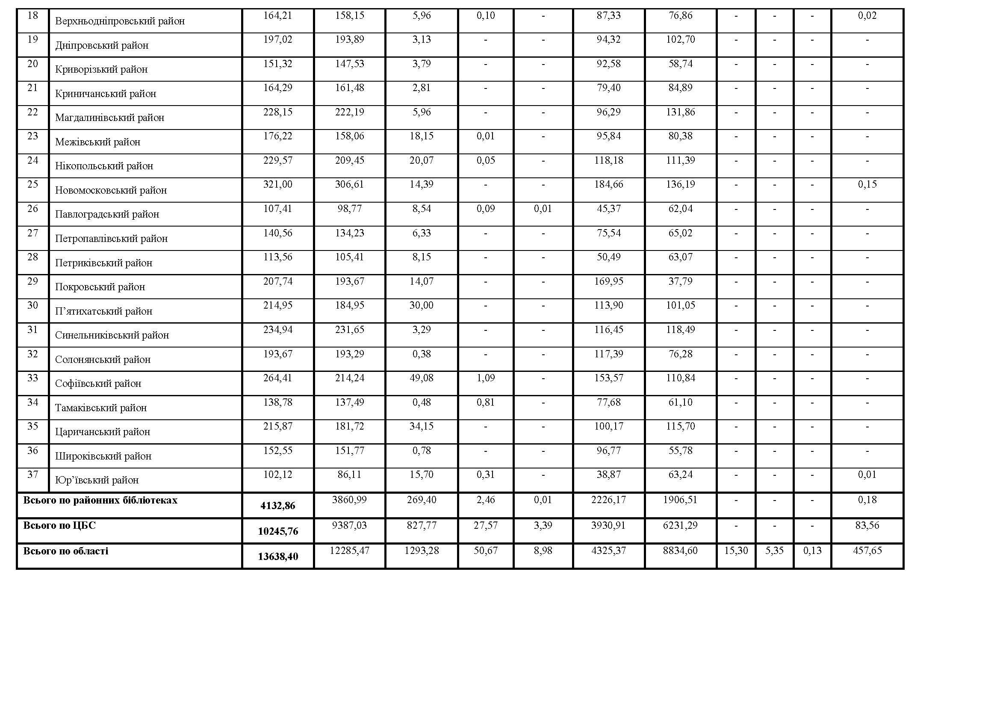 18 Верхньодніпровський район 164,21 158,15 5,96 0,10 - 87,33 76,86 - - - 0,02
19 Дніпровський район 197,02 193,89 3,13 - - 94,32 102,70 - - - -
20 Криворізький район 151,32 147,53 3,79 - - 92,58 58,74 - - - -
21 Криничанський район 164,29 161,48 2,81 - - 79,40 84,89 - - - -
22 Магдалинівський район 228,15 222,19 5,96 - - 96,29 131,86 - - - -
23 Межівський район 176,22 158,06 18,15 0,01 - 95,84 80,38 - - - -
24 Нікопольський район 229,57 209,45 20,07 0,05 - 118,18 111,39 - - - -
25 Новомосковський район 321,00 306,61 14,39 - - 184,66 136,19 - - - 0,15
26 Павлоградський район 107,41 98,77 8,54 0,09 0,01 45,37 62,04 - - - -
27 Петропавлівський район 140,56 134,23 6,33 - - 75,54 65,02 - - - -
28 Петриківський район 113,56 105,41 8,15 - - 50,49 63,07 - - - -
29 Покровський район 207,74 193,67 14,07 - - 169,95 37,79 - - - -
30 П’ятихатський район 214,95 184,95 30,00 - - 113,90 101,05 - - - -
31 Синельниківський район 234,94 231,65 3,29 - - 116,45 118,49 - - - -
32 Солонянський район 193,67 193,29 0,38 - - 117,39 76,28 - - - -
33 Софіївський район 264,41 214,24 49,08 1,09 - 153,57 110,84 - - - -
34 Тамаківський район 138,78 137,49 0,48 0,81 - 77,68 61,10 - - - -
35 Царичанський район 215,87 181,72 34,15 - - 100,17 115,70 - - - -
36 Широківський район 152,55 151,77 0,78 - - 96,77 55,78 - - - -
37 Юр’ївський район 102,12 86,11 15,70 0,31 - 38,87 63,24 - - - 0,01
Всього по районних бібліотеках 4132,86 3860,99 269,40 2,46 0,01 2226,17 1906,51 - - - 0,18
Всього по ЦБС 10245,76 9387,03 827,77 27,57 3,39 3930,91 6231,29 - - - 83,56
Всього по області 13638,40 12285,47 1293,28 50,67 8,98 4325,37 8834,60 15,30 5,35 0,13 457,65